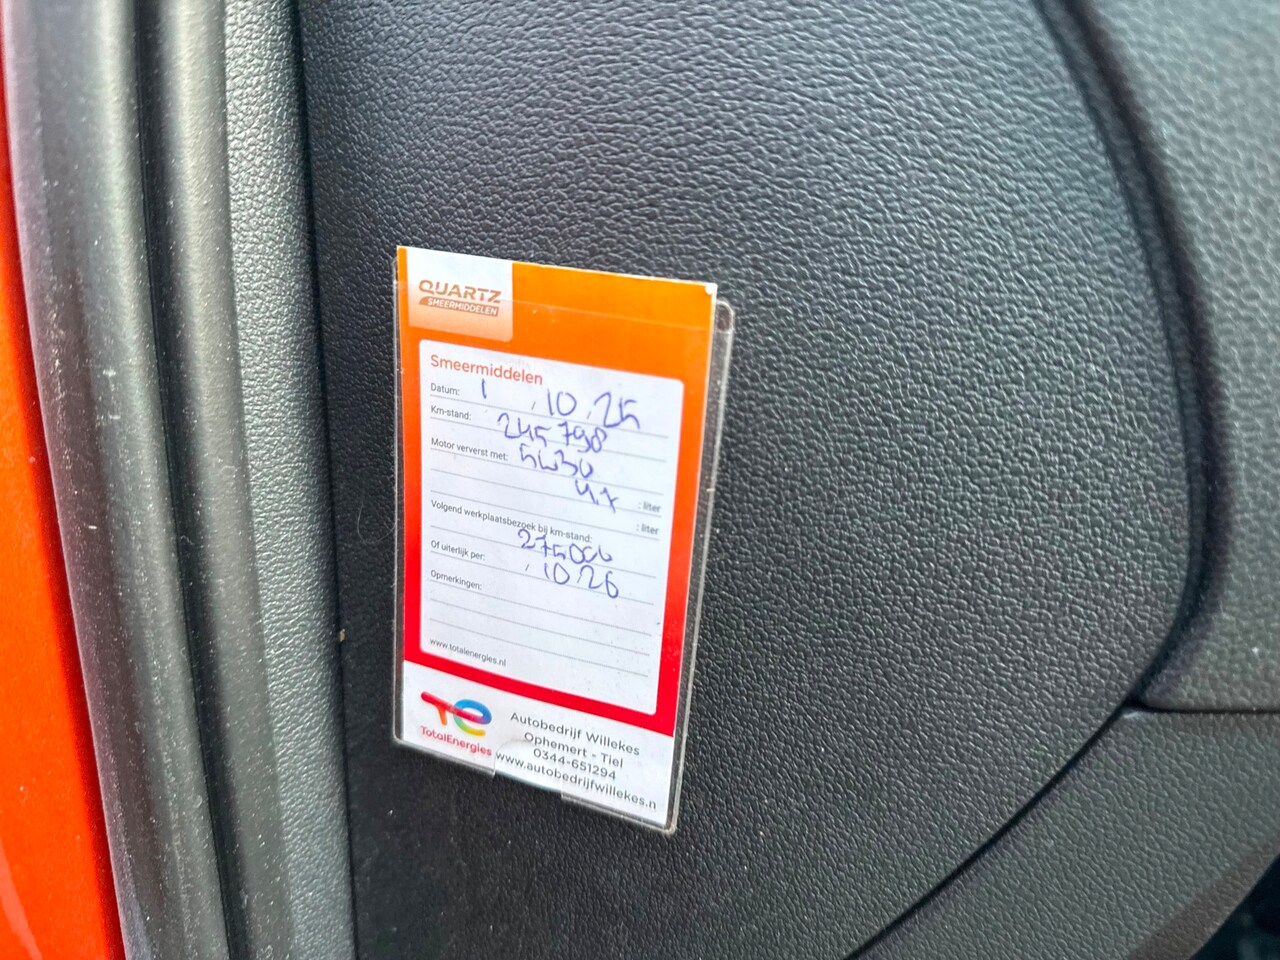 QUARTZ
SMEERMIDDELEN
Smeermiddelen
Datum: 1 .10.25
Km-stand: 245798
Motor ververst met: 5W30
4.7 : liter
: liter
Volgend werkplaatsbezoek bij km-stand:
275000
Of uiterlijk per: .10.26
Opmerkingen:
www.totalenergies.nl
TotalEnergies
Autobedrijf Willekes
Ophemert - Tiel
0344-651294
www.autobedrijfwillekes.n